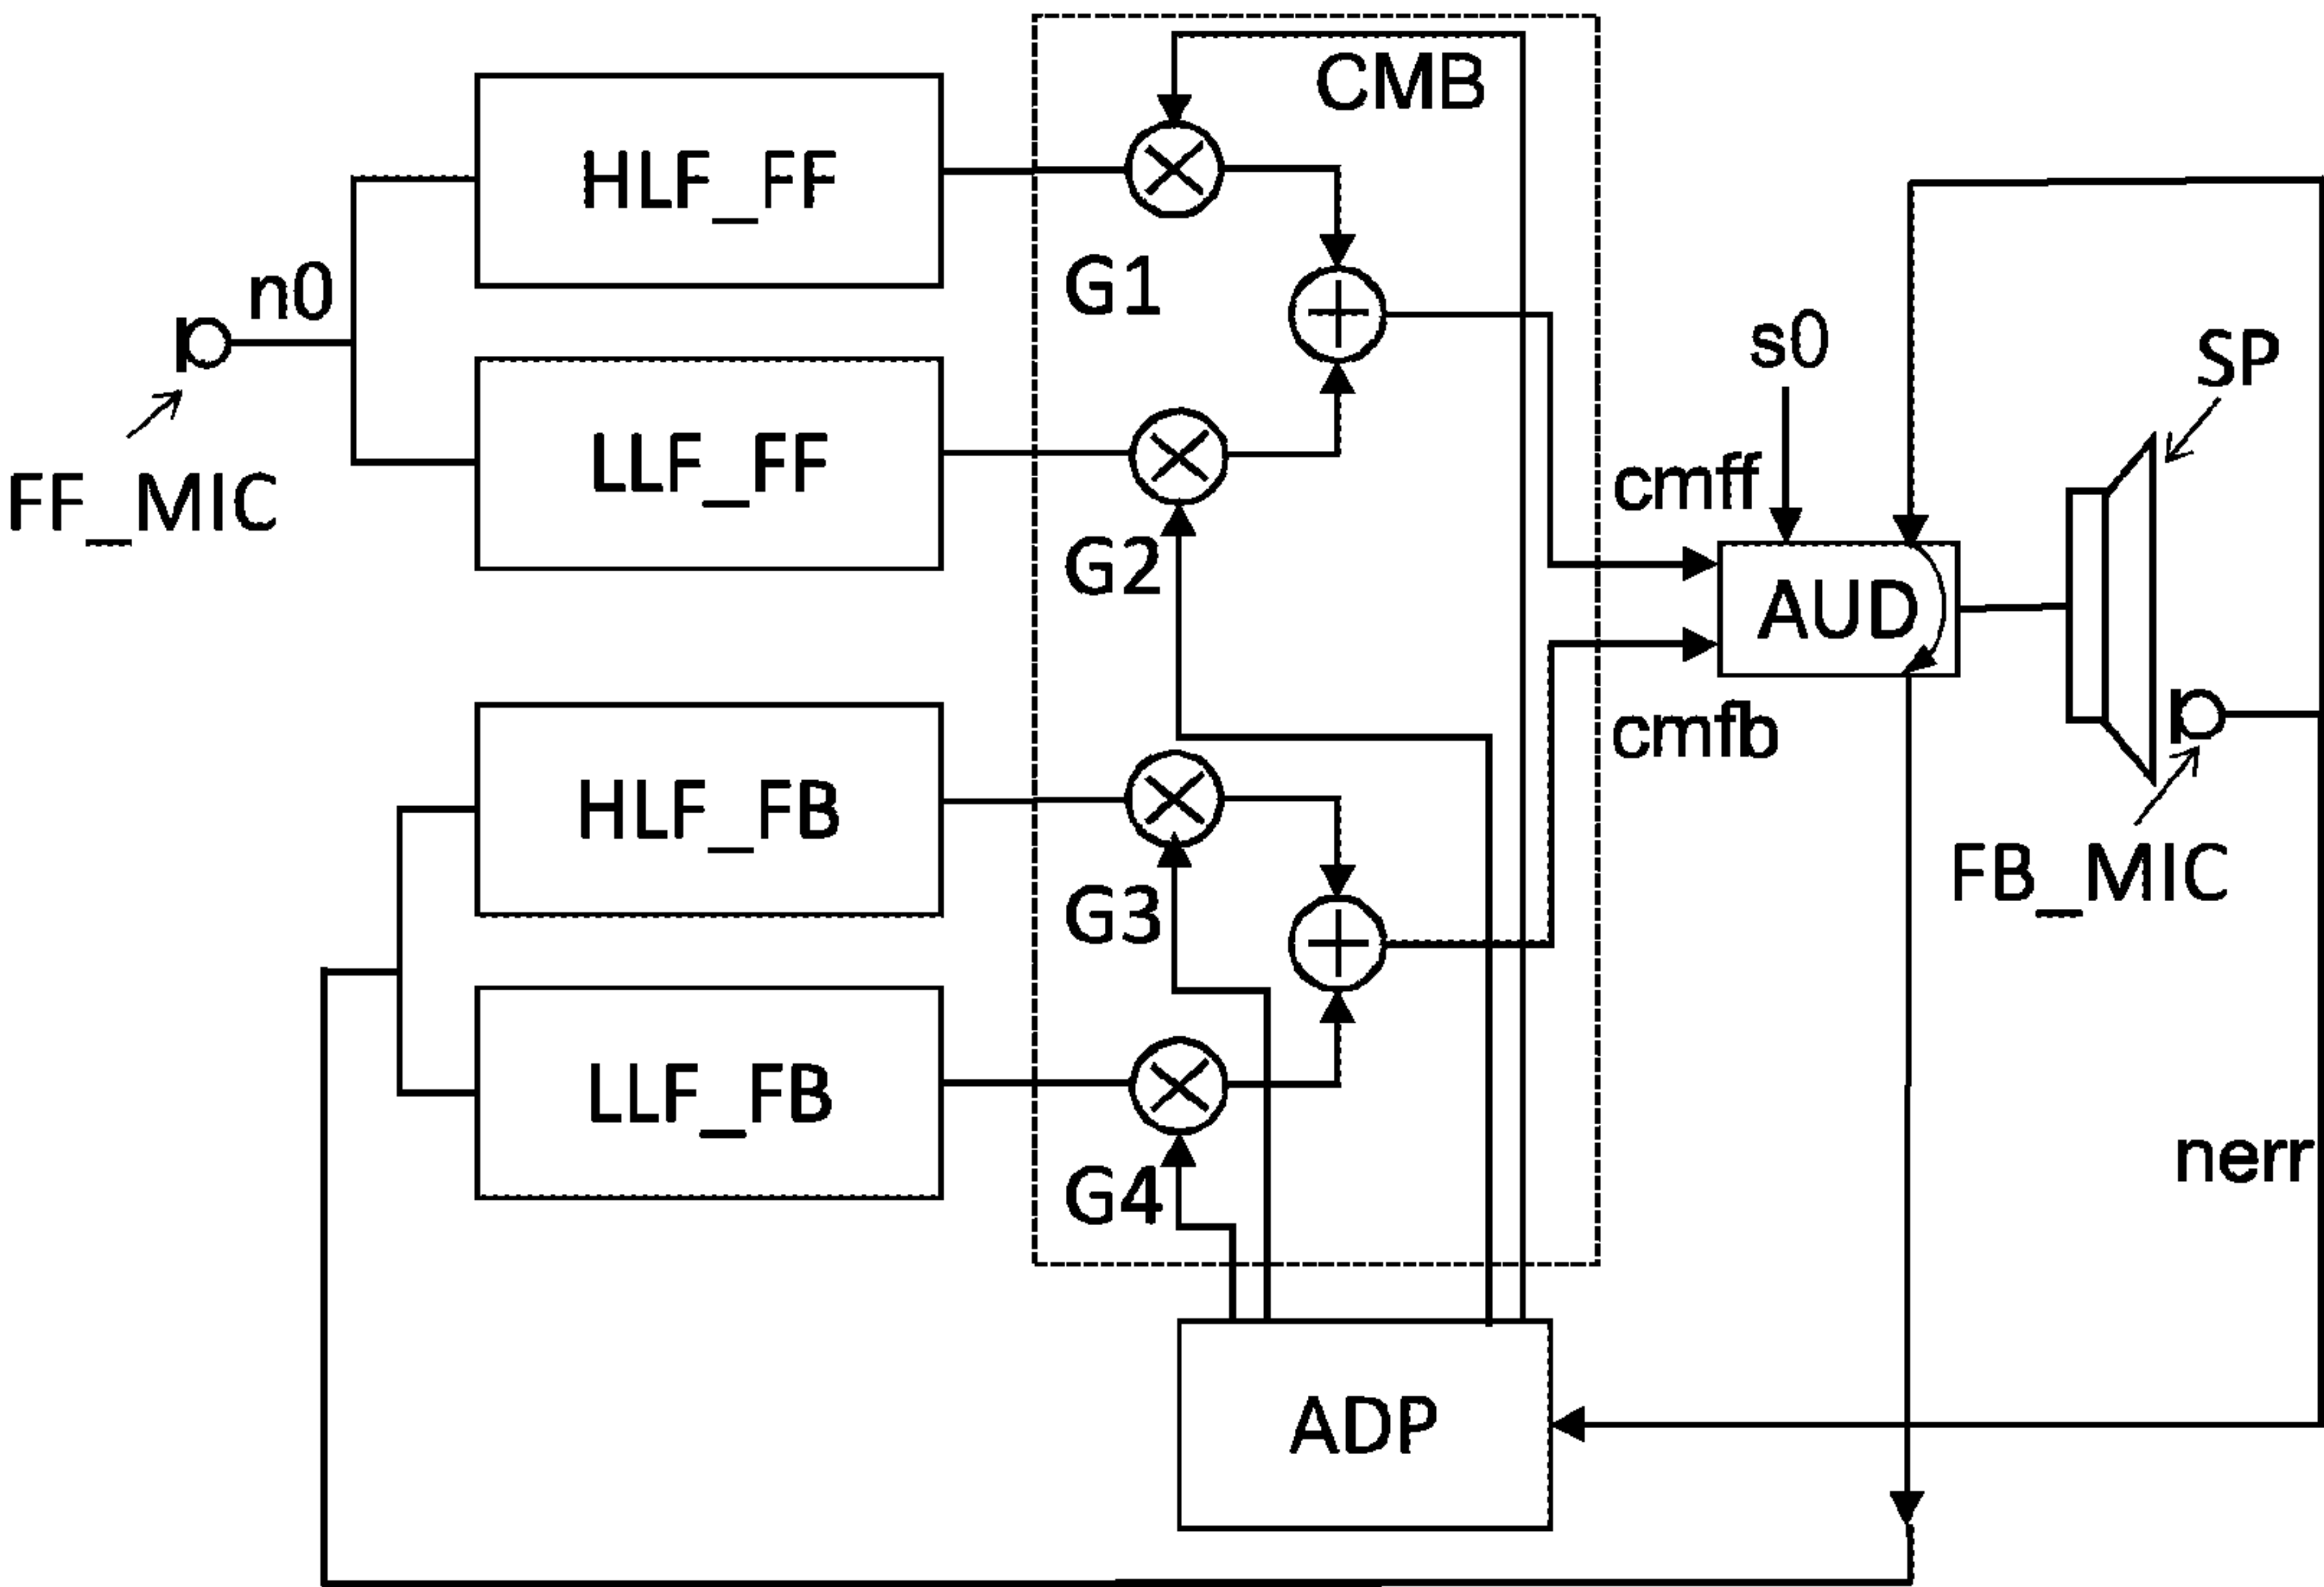 CMB
HLF_FF
n0
G1
FF_MIC
LLF_FF
G2
s0
SP
cmff
AUD
cmfb
HLF_FB
G3
FB_MIC
LLF_FB
G4
nerr
ADP